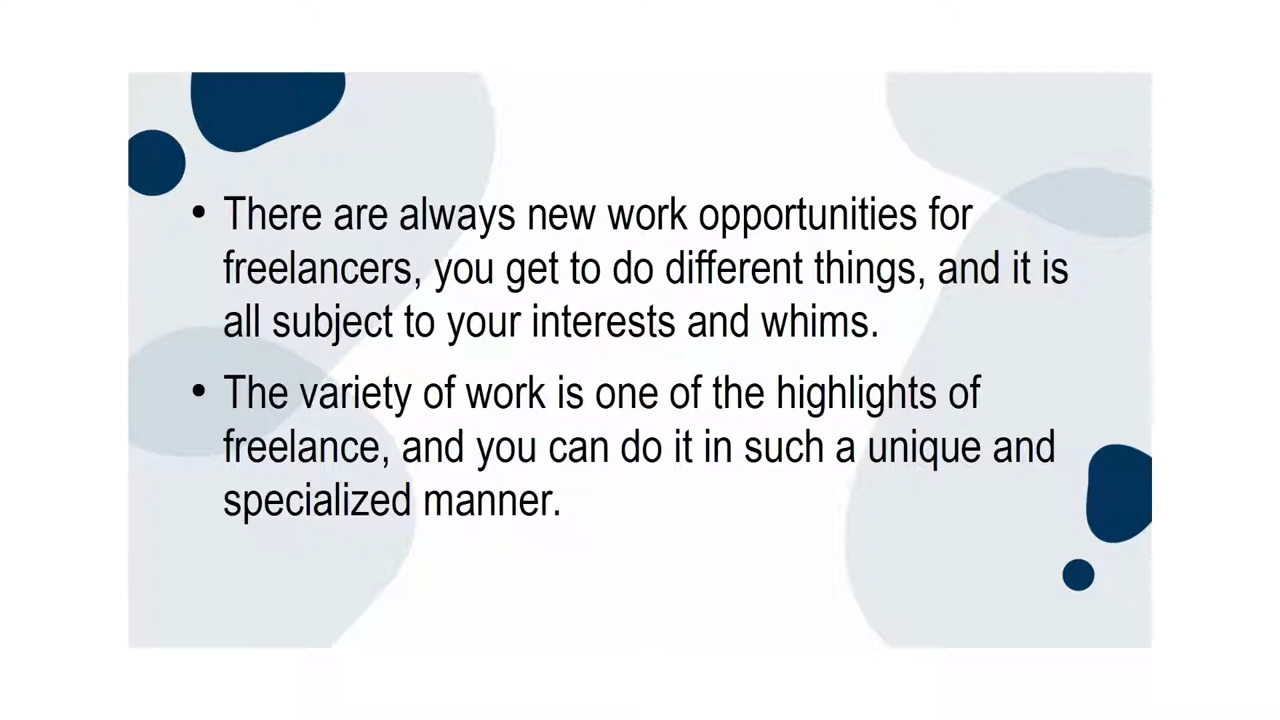 • There are always new work opportunities for
freelancers, you get to do different things, and it is
all subject to your interests and whims.
• The variety of work is one of the highlights of
freelance, and you can do it in such a unique and
specialized manner.